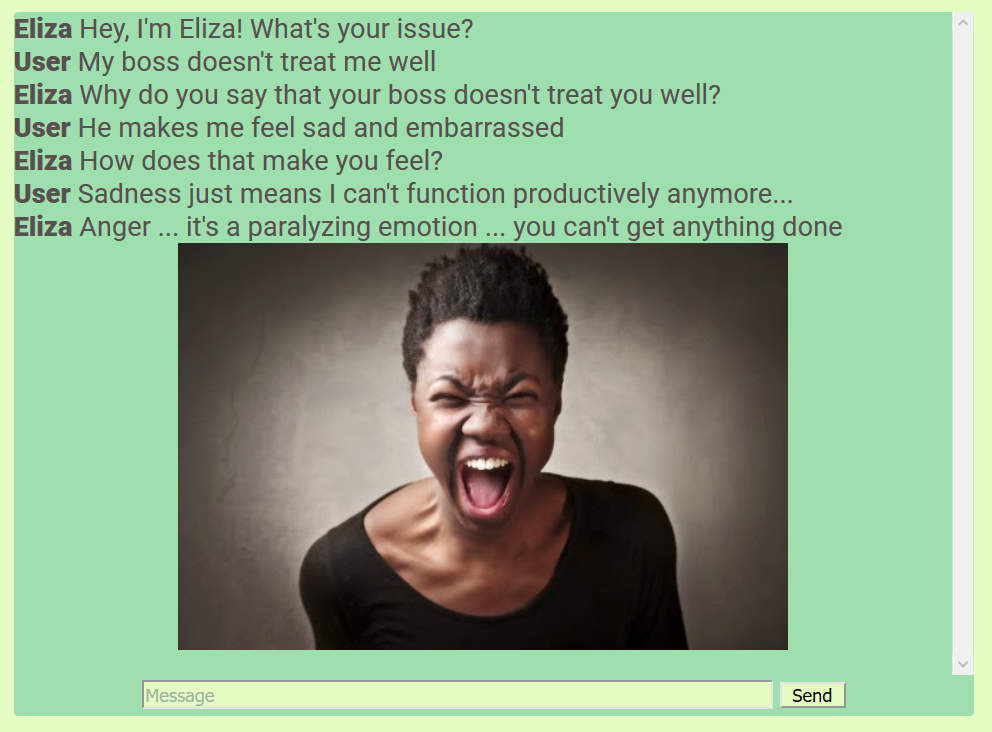 Eliza Hey, I'm Eliza! What's your issue?
User My boss doesn't treat me well
Eliza Why do you say that your boss doesn't treat you well?
User He makes me feel sad and embarrassed
Eliza How does that make you feel?
User Sadness just means I can't function productively anymore...
Eliza Anger ... it's a paralyzing emotion ... you can't get anything done
Message Send